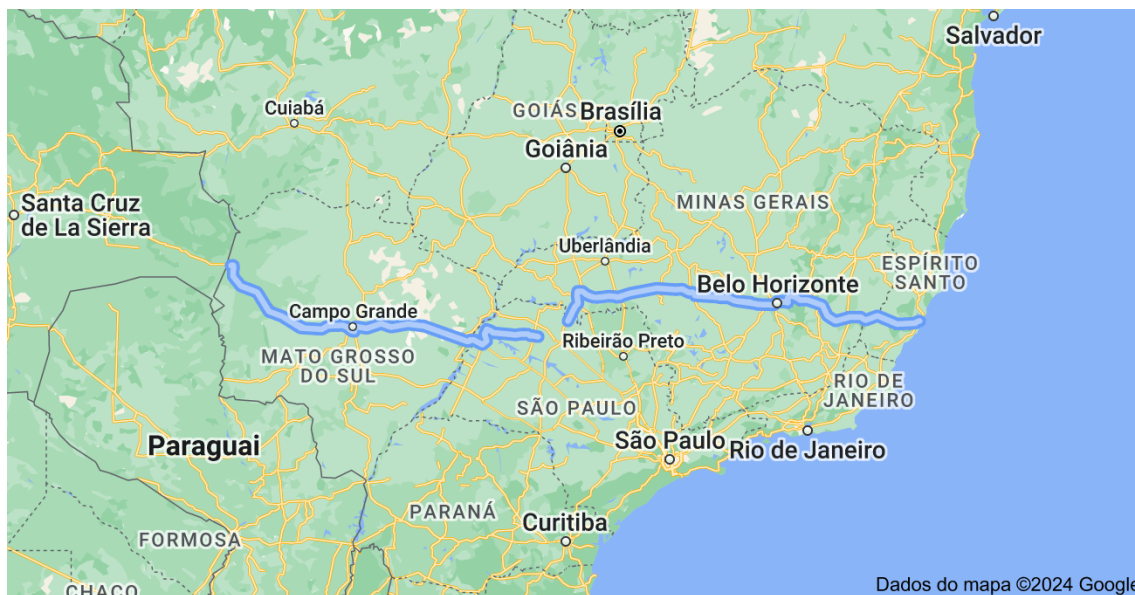 Salvador
Cuiabá
GOIÁS
Brasília
Goiânia
Santa Cruz
de La Sierra
MINAS GERAIS
Uberlândia
ESPÍRITO
SANTO
Belo Horizonte
Campo Grande
Ribeirão Preto
MATO GROSSO
DO SUL
RIO DE
JANEIRO
SÃO PAULO
Paraguai
São Paulo
Rio de Janeiro
PARANÁ
Curitiba
FORMOSA
CHACO
Dados do mapa ©2024 Google